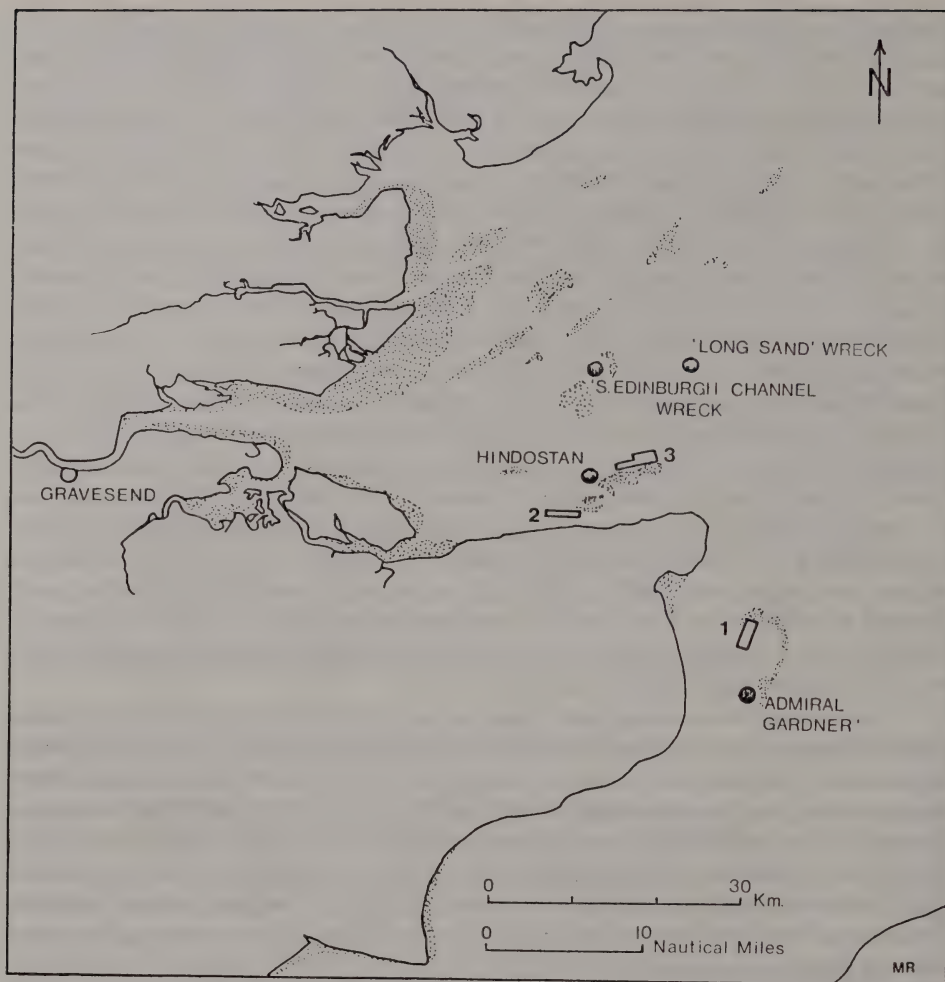 N
'LONG SAND' WRECK
'S.EDINBURGH CHANNEL
WRECK
HINDOSTAN
3
GRAVESEND
2
1
ADMIRAL
GARDNER'
0 30
Km.
0 10
Nautical Miles
MR